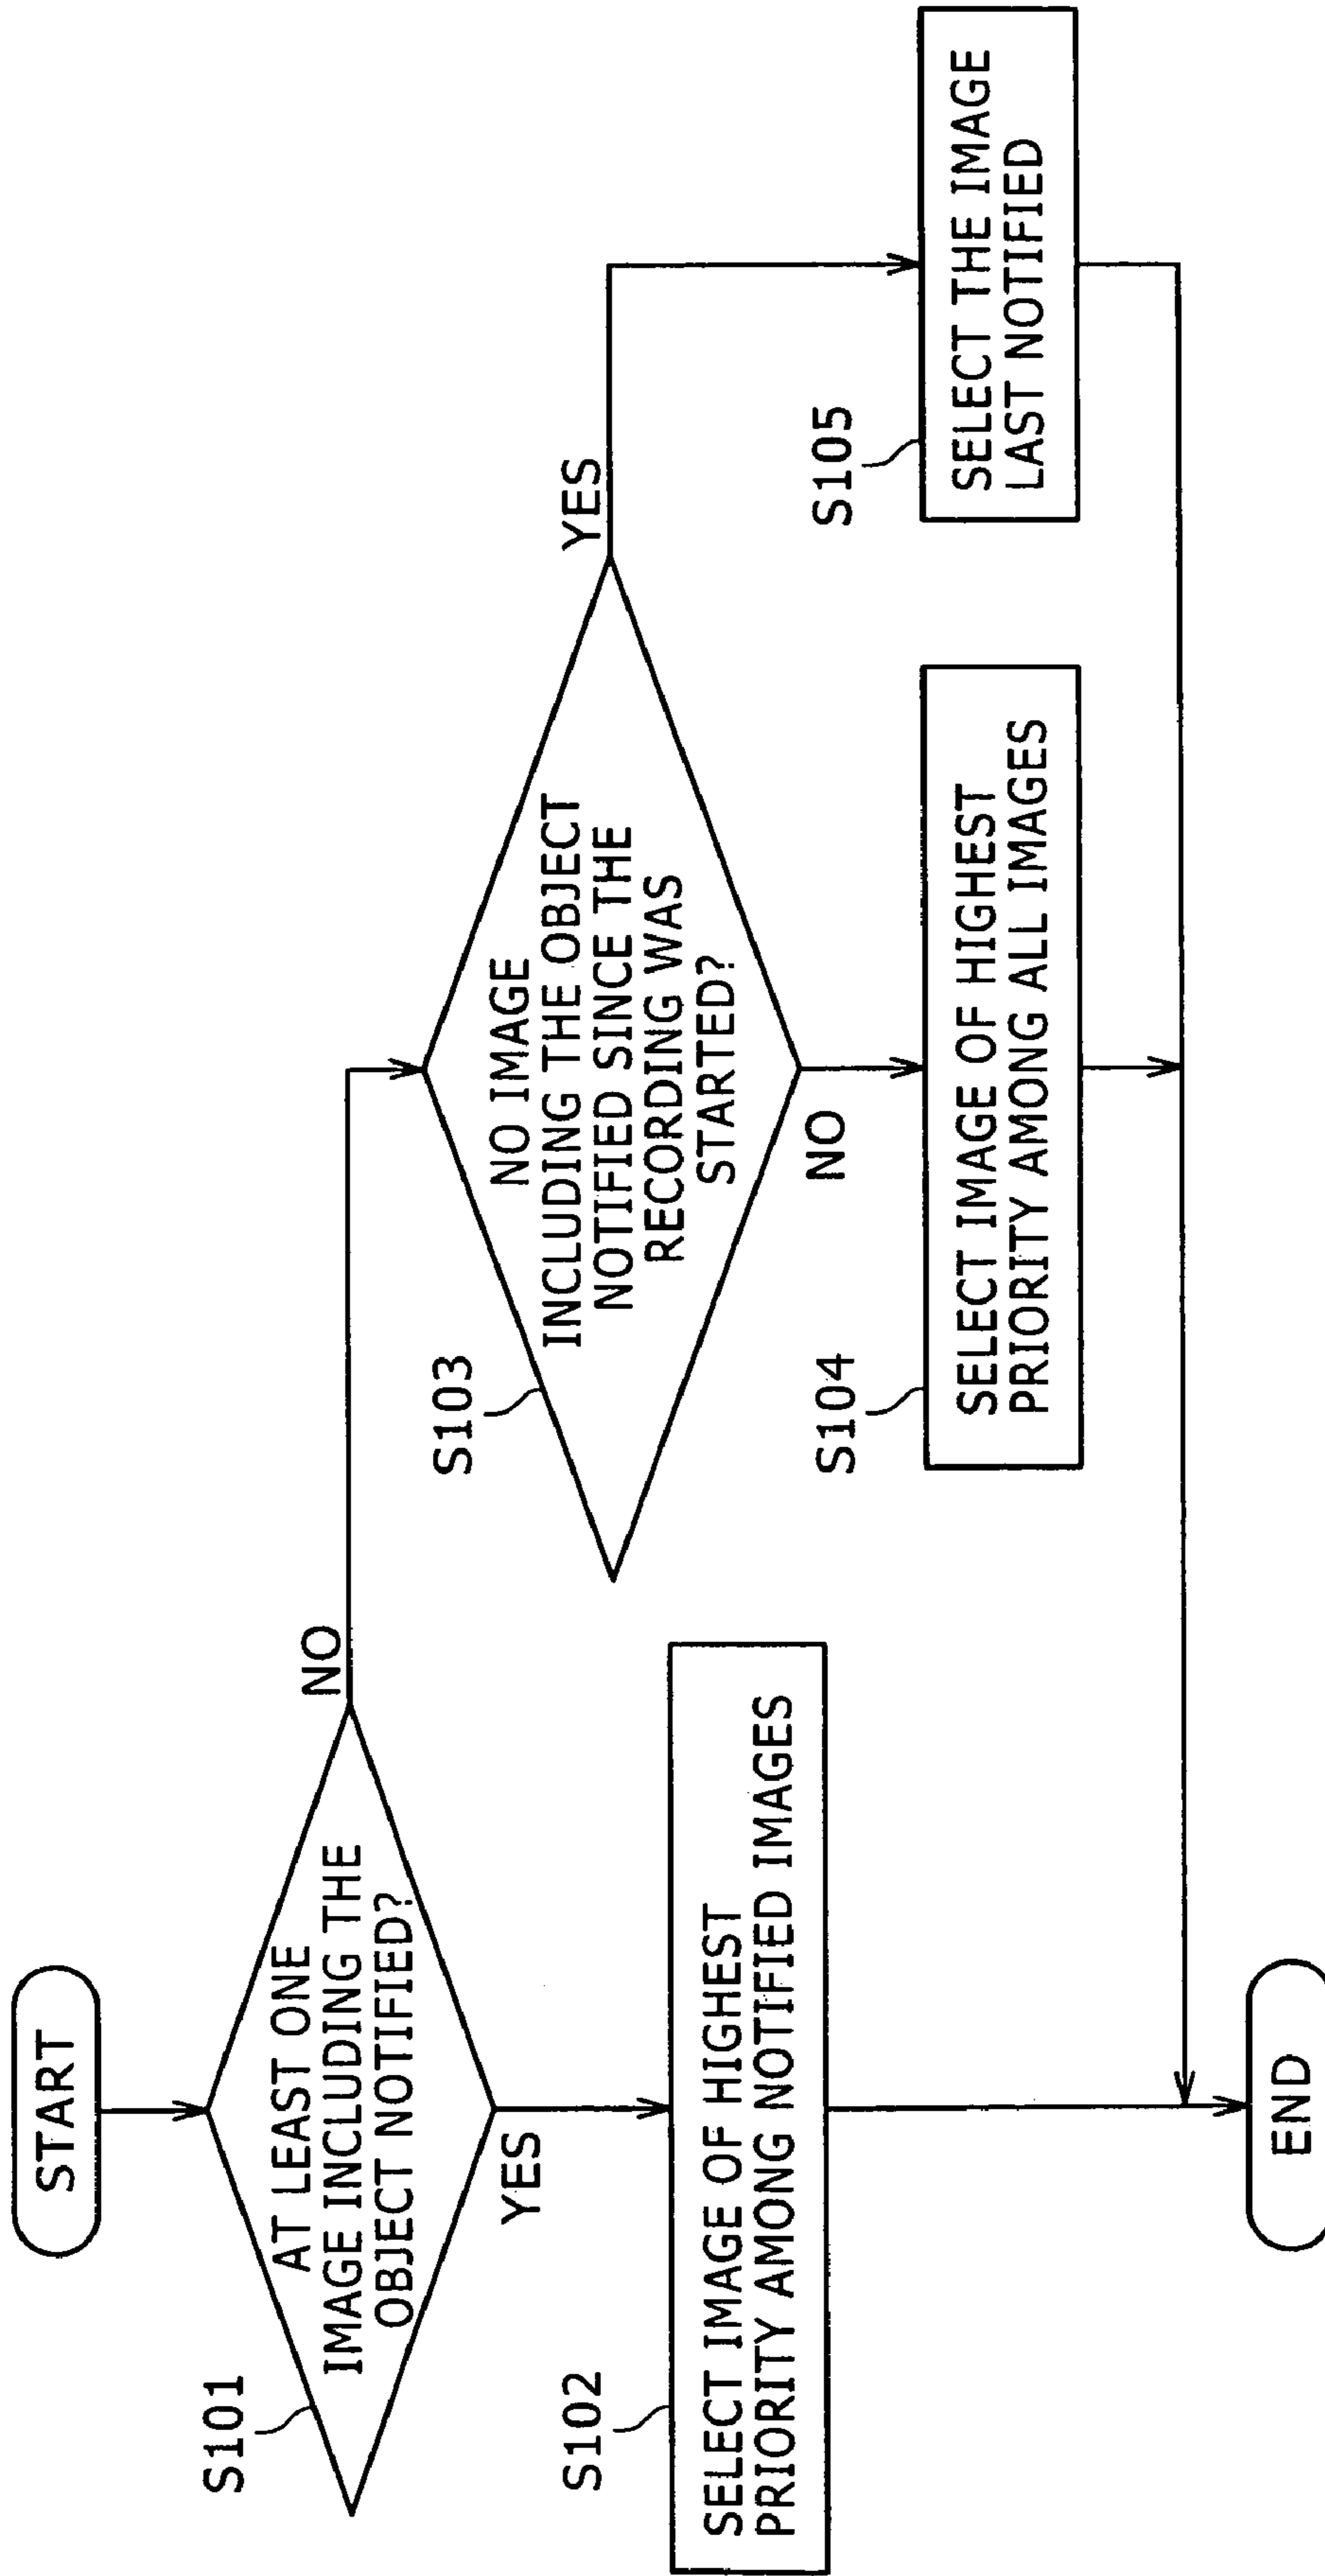 START
S101
AT LEAST ONE
IMAGE INCLUDING THE
OBJECT NOTIFIED?
NO
YES
S102
SELECT IMAGE OF HIGHEST
PRIORITY AMONG NOTIFIED IMAGES
S103
NO IMAGE
INCLUDING THE OBJECT
NOTIFIED SINCE THE
RECORDING WAS
STARTED?
YES
NO
S104
SELECT IMAGE OF HIGHEST
PRIORITY AMONG ALL IMAGES
S105
SELECT THE IMAGE
LAST NOTIFIED
END